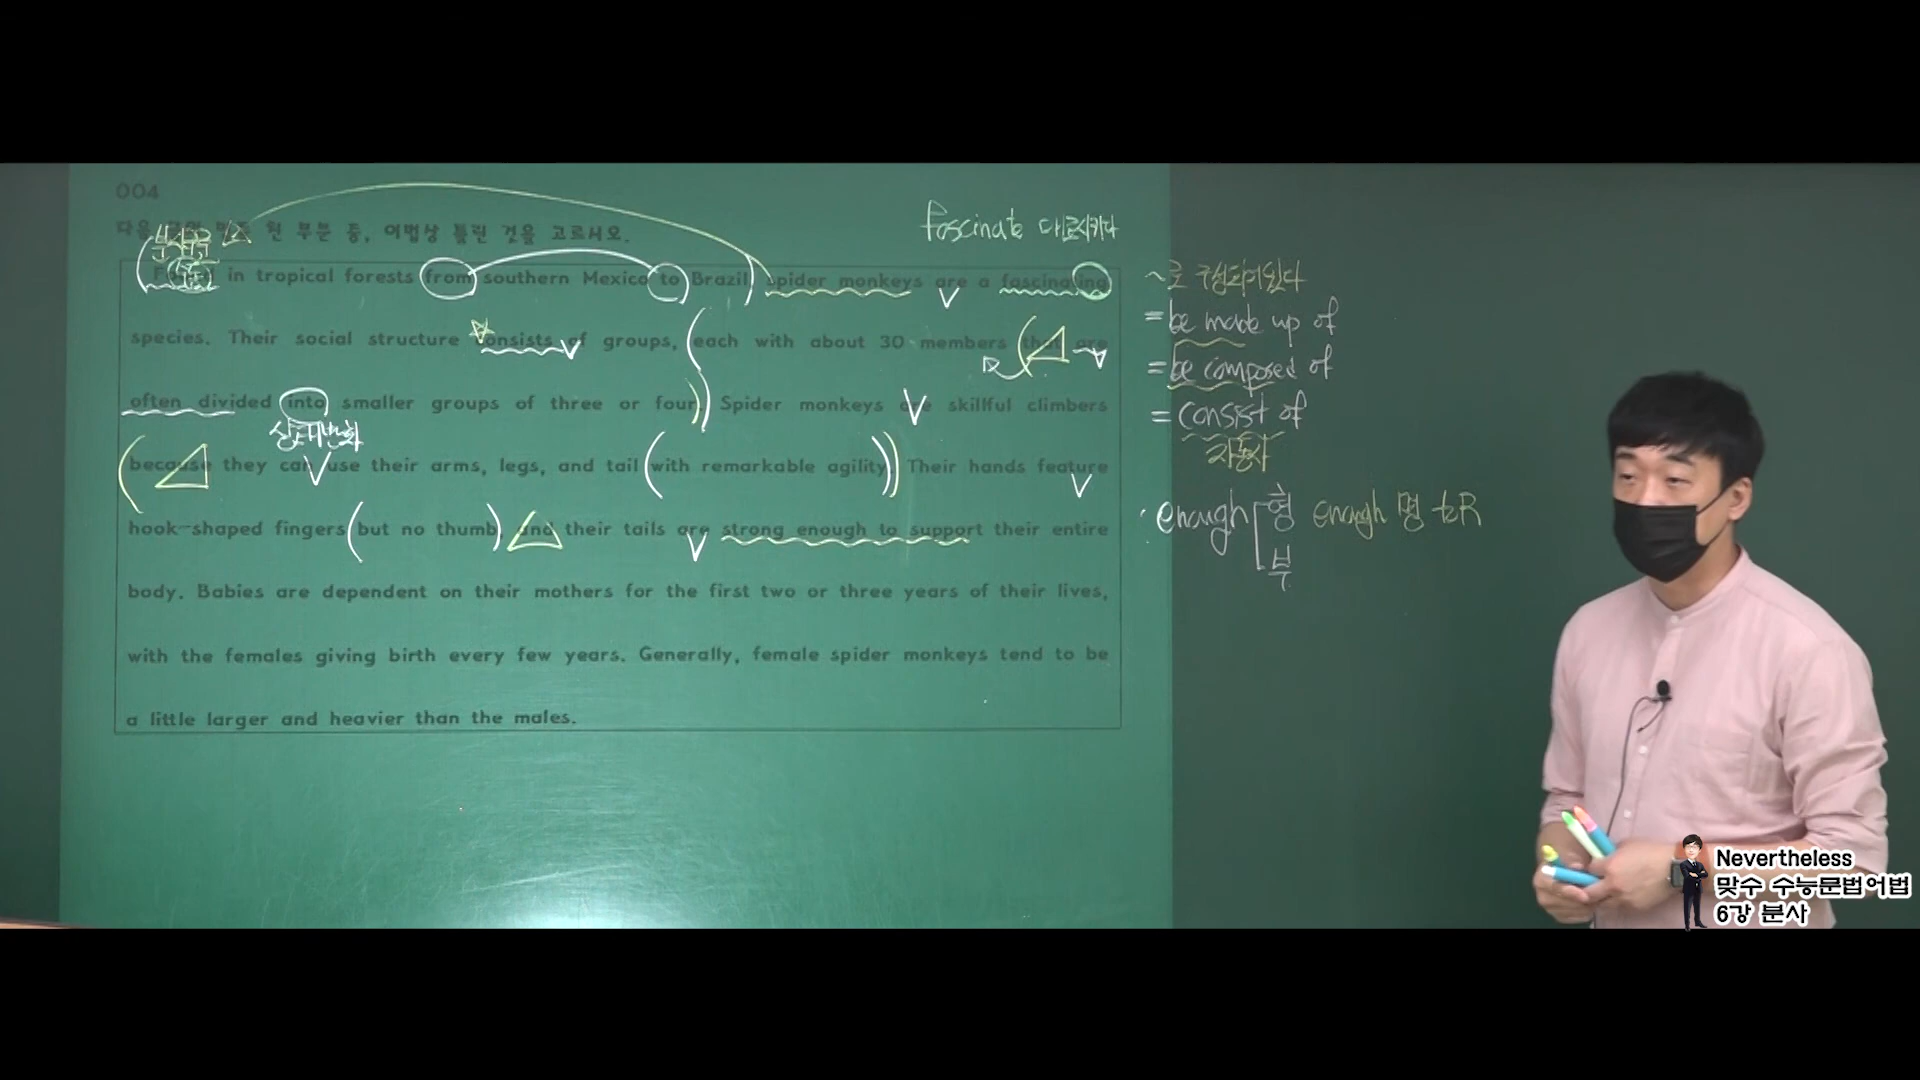 004
다음 글의 밑줄 친 부분 중, 어법상 틀린 것을 고르시오.
fascinate 매료시키다
Found in tropical forests from southern Mexico to Brazil, spider monkeys are a fascinating
species. Their social structure consists of groups, each with about 30 members that are
often divided into smaller groups of three or four. Spider monkeys are skillful climbers
상태변화
because they can use their arms, legs, and tail with remarkable agility. Their hands feature
hook-shaped fingers but no thumb, and their tails are strong enough to support their entire
body. Babies are dependent on their mothers for the first two or three years of their lives,
with the females giving birth every few years. Generally, female spider monkeys tend to be
a little larger and heavier than the males.
~로 구성되어있다
= be made up of
= be composed of
= consist of
자동사
· enough 형 enough 명 to R
부
Nevertheless
맞수 수능문법어법
6강 분사